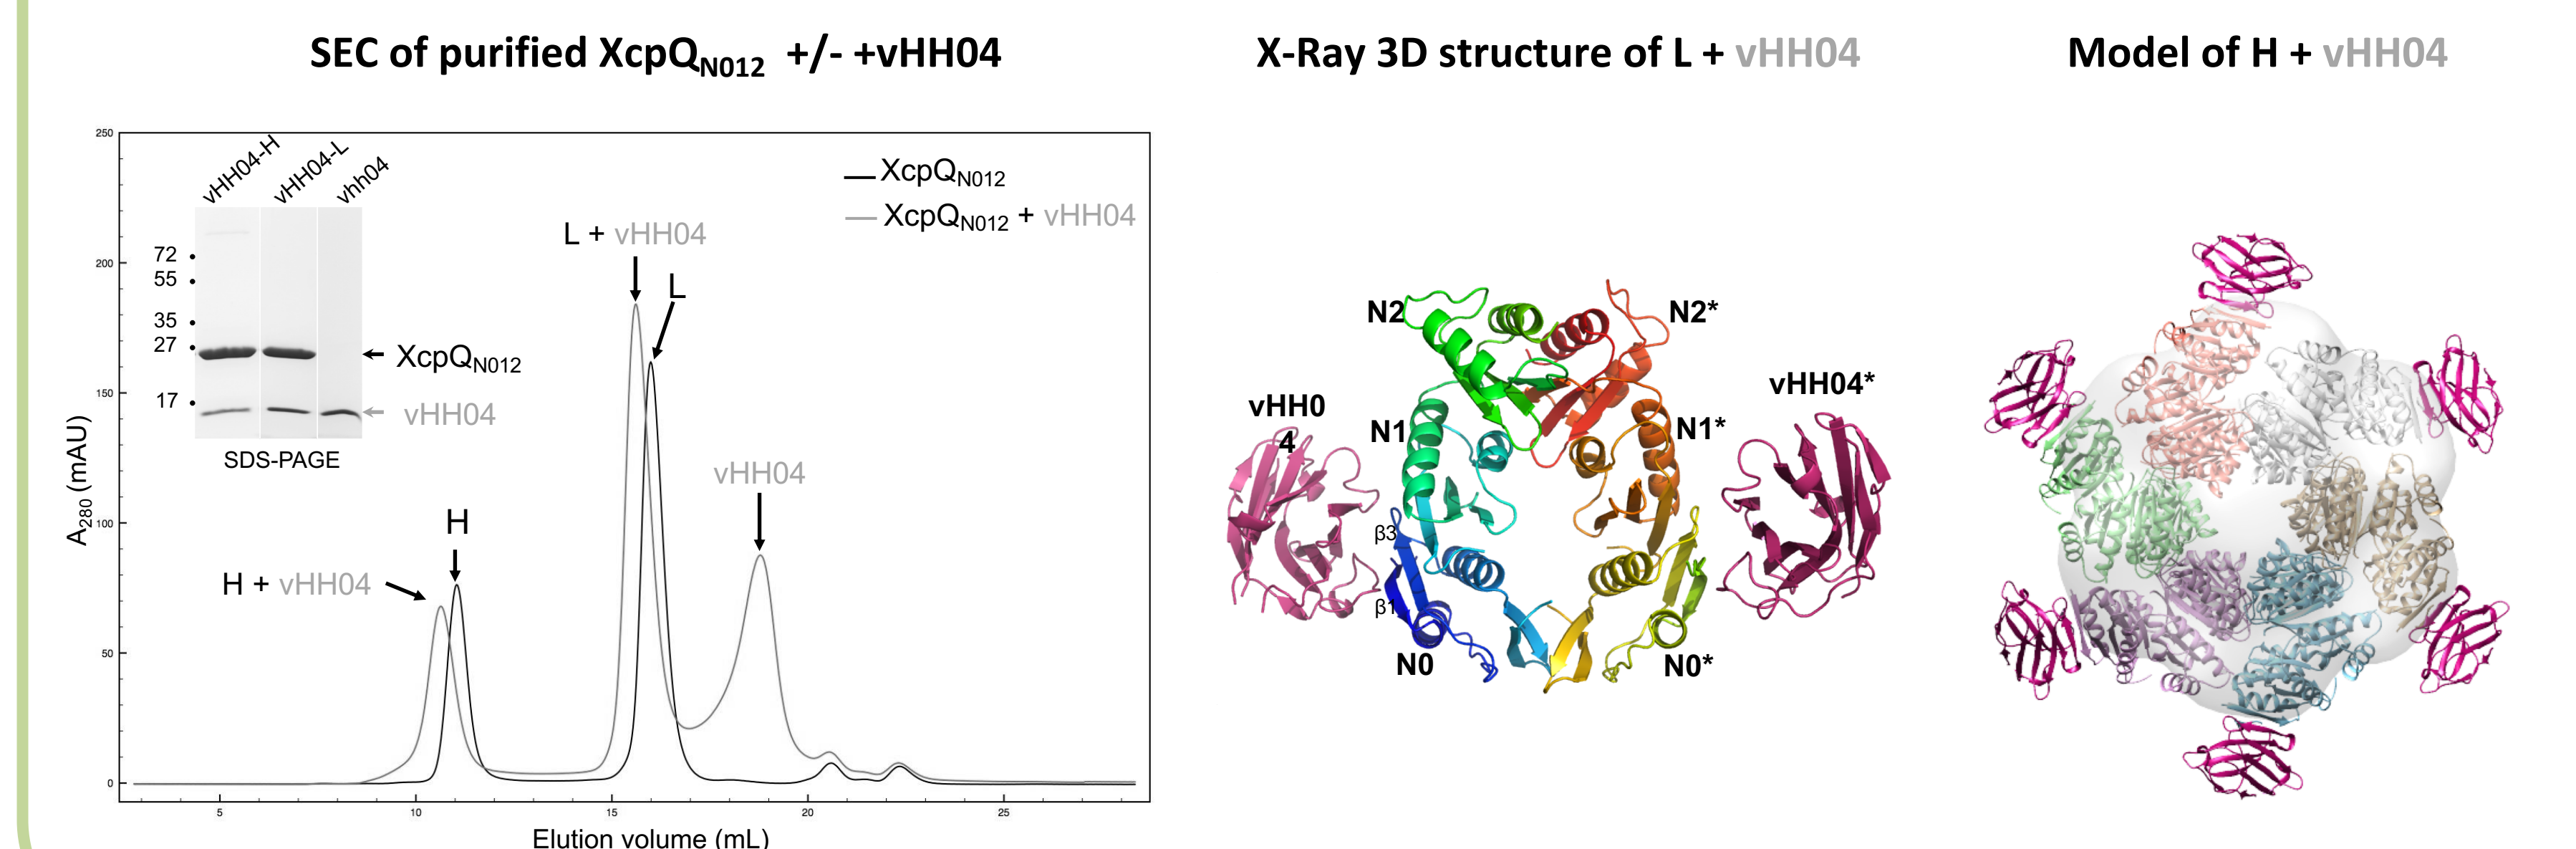 SEC of purified XcpQN012 +/- +vHH04
X-Ray 3D structure of L + vHH04
Model of H + vHH04
250
200
150
100
50
0
A280 (mAU)
5
10
15
20
25
Elution volume (mL)
vHH04-H
vHH04-L
vhh04
72
55
35
27
17
XcpQN012
vHH04
SDS-PAGE
XcpQN012
XcpQN012 + vHH04
L + vHH04
L
vHH04
H
H + vHH04
N2
N2*
vHH04*
vHH0
4
N1
N1*
β3
β1
N0
N0*